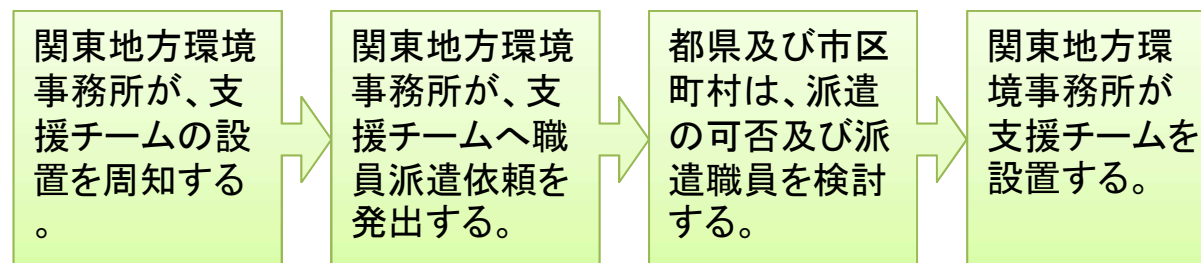 関東地方環境
事務所が、支
援チームの設
置を周知する
。
関東地方環境
事務所が、支
援チームへ職
員派遣依頼を
発出する。
都県及び市区
町村は、派遣
の可否及び派
遣職員を検討
する。
関東地方環
境事務所が
支援チームを
設置する。